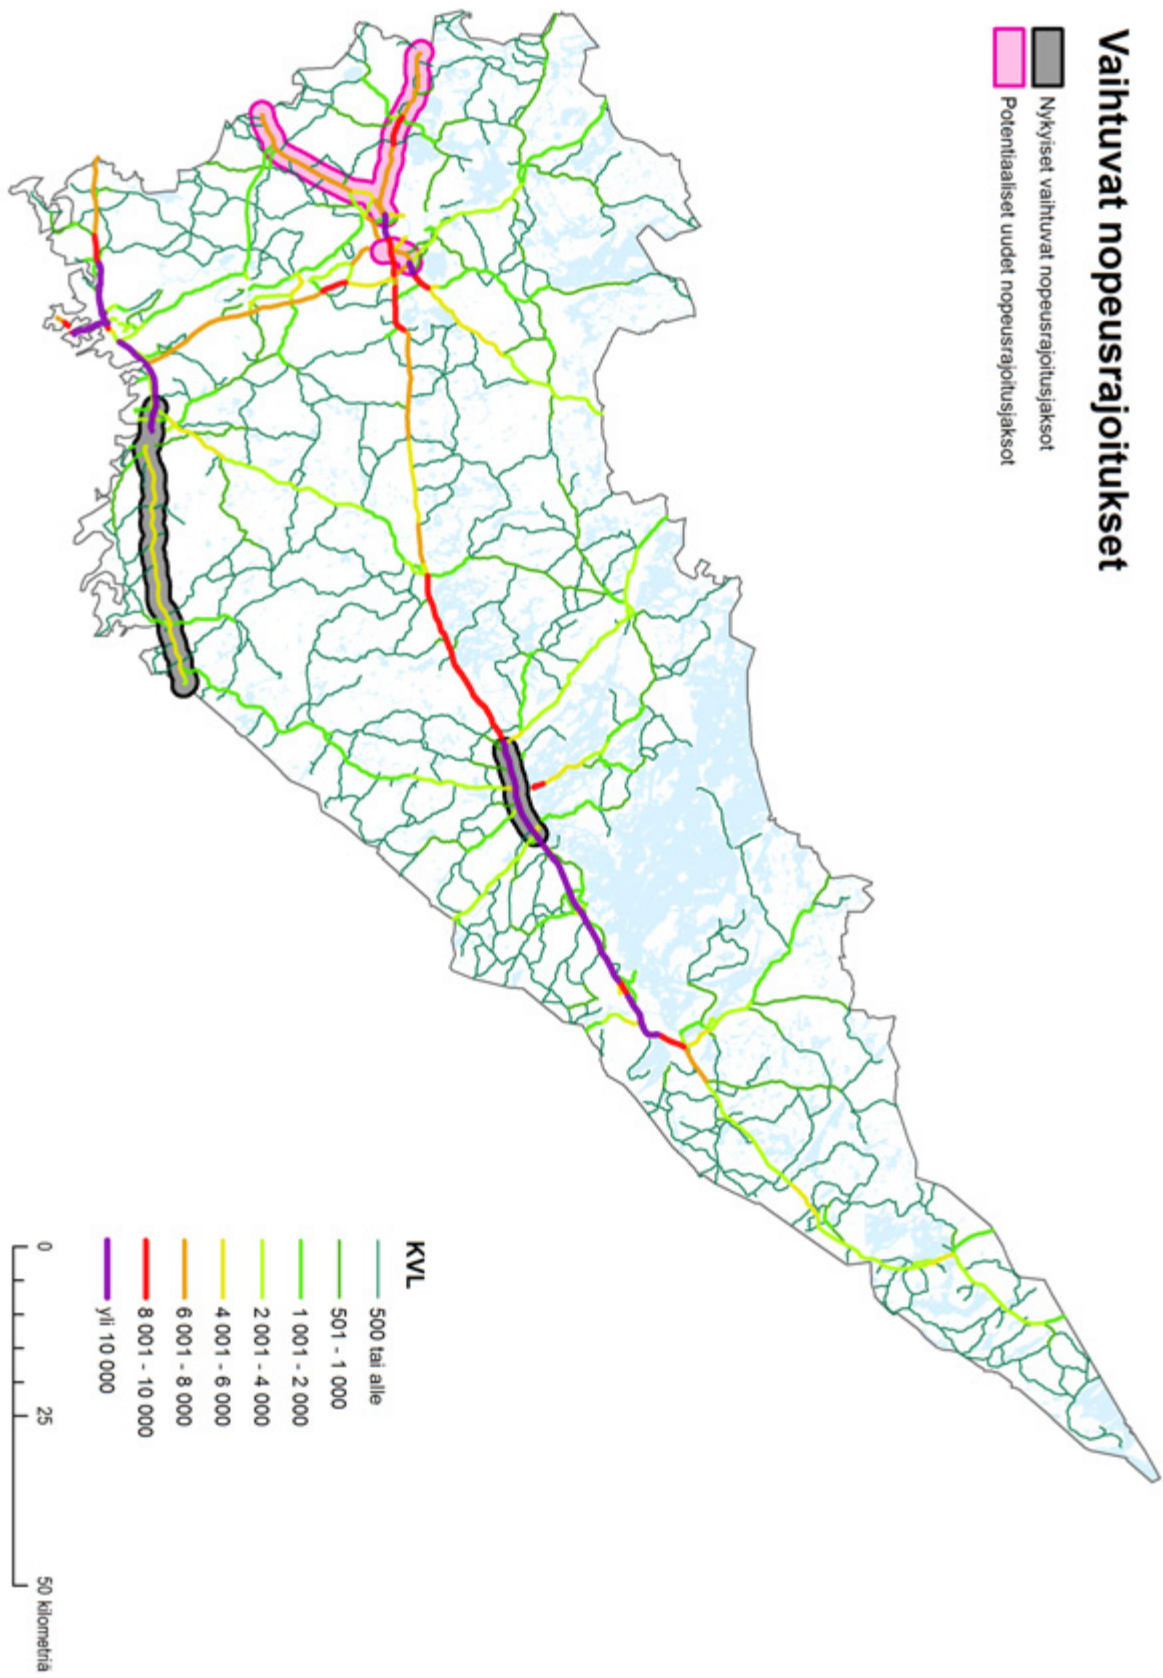 Vaihtuvat nopeusrajoitukset
Nykyiset vaihtuvat nopeusrajoitusjaksot
Potentiaaliset uudet nopeusrajoitusjaksot
KVL
500 tai alle
501 - 1 000
1 001 - 2 000
2 001 - 4 000
4 001 - 6 000
6 001 - 8 000
8 001 - 10 000
yli 10 000
0 25 50 kilometriä